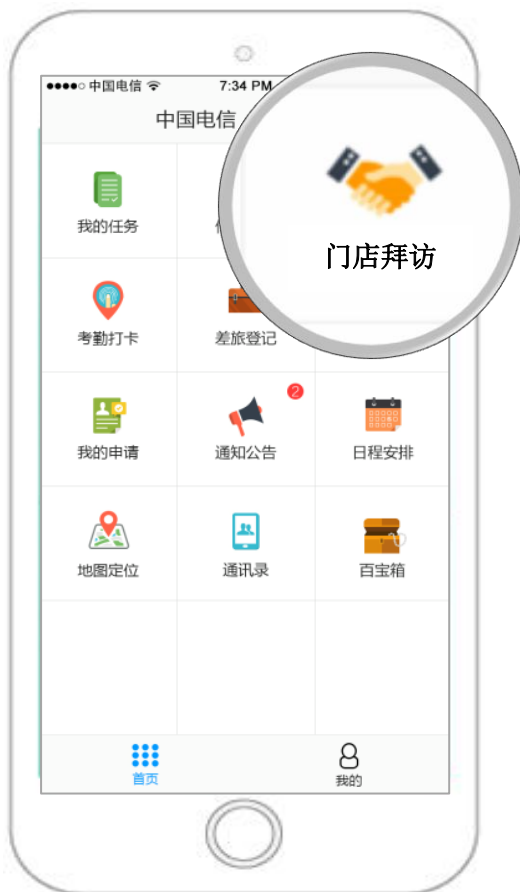 中国电信 7:34 PM
中国电信
门店拜访
我的任务
考勤打卡 差旅登记
2
我的申请 通知公告 日程安排
地图定位 通讯录 百宝箱
首页 我的